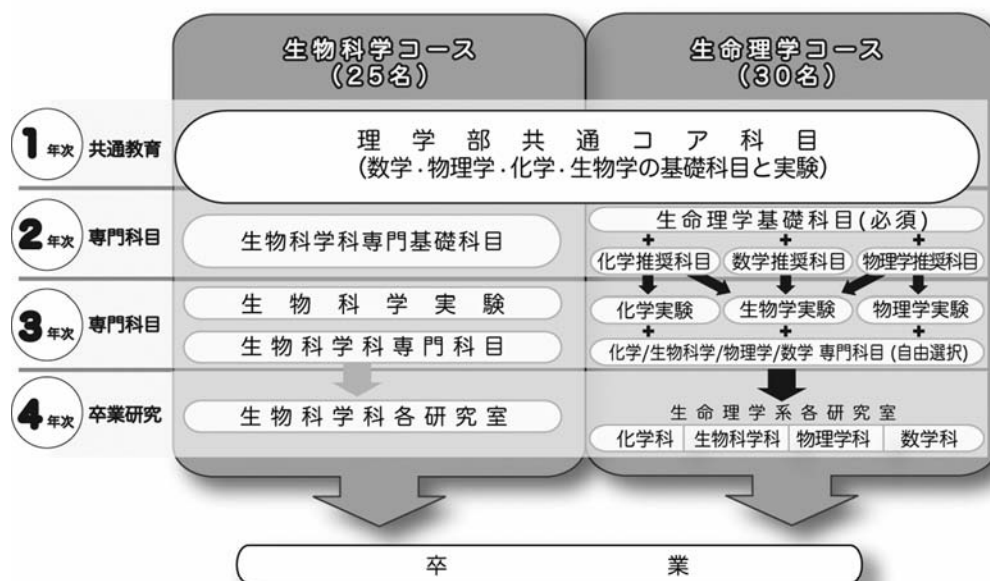 生物科学コース
(25名)
生命理学コース
(30名)
1年次 共通教育
理学部共通コア科目
(数学・物理学・化学・生物学の基礎科目と実験)
2年次 専門科目
生物科学科専門基礎科目
生命理学基礎科目(必須)
+ + +
化学推奨科目 数学推奨科目 物理学推奨科目
3年次 専門科目
生物科学実験
生物科学科専門科目
化学実験 生物学実験 物理学実験
+ + +
化学/生物科学/物理学/数学 専門科目(自由選択)
4年次 卒業研究
生物科学科各研究室
生命理学系各研究室
化学科 生物科学科 物理学科 数学科
卒業